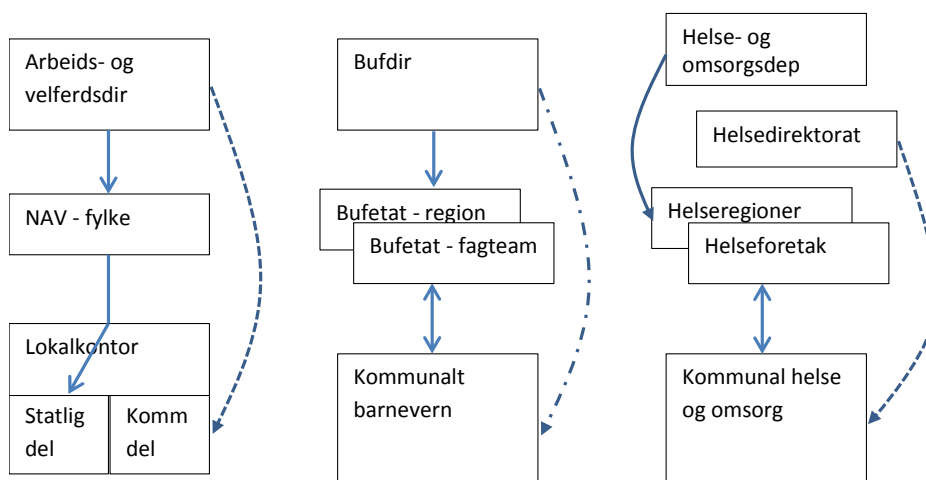 Arbeids- og
velferdsdir
NAV - fylke
Lokalkontor
Statlig
del
Komm
del
Bufdir
Bufetat - region
Bufetat - fagteam
Kommunalt
barnevern
Helse- og
omsorgsdep
Helsedirektorat
Helseregioner
Helseforetak
Kommunal helse
og omsorg